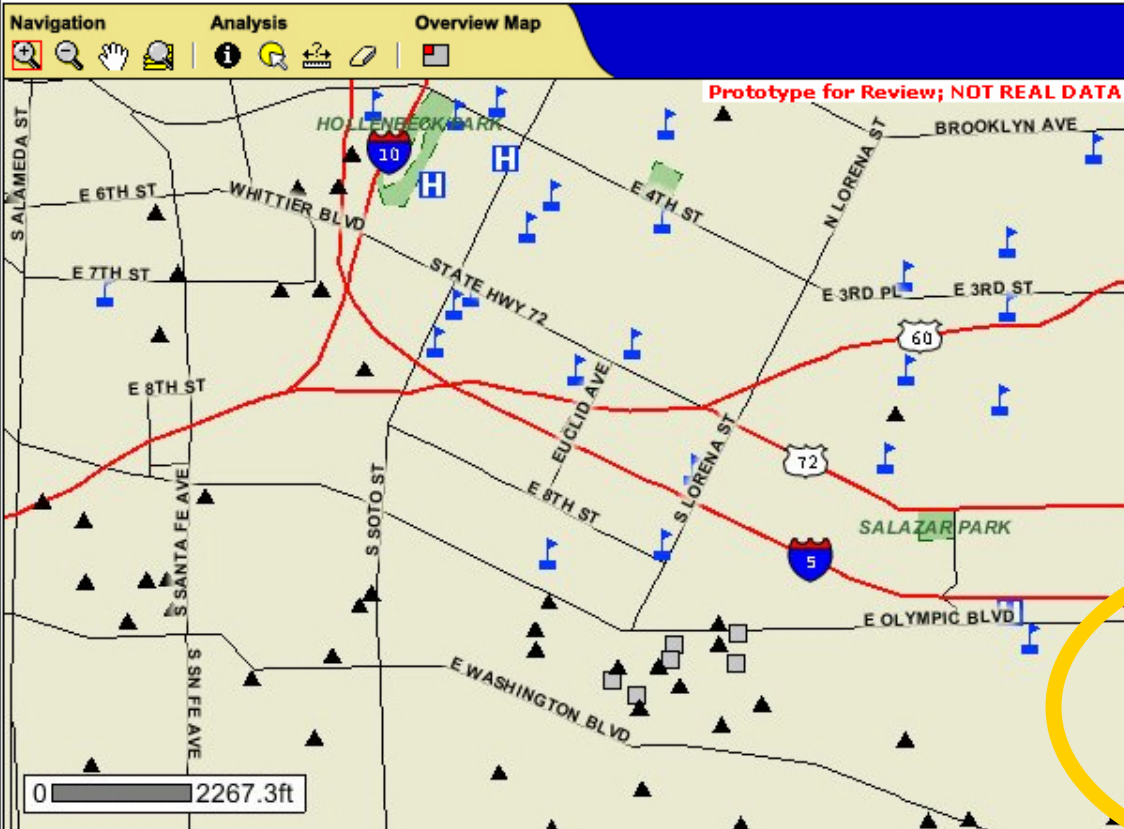 Navigation Analysis Overview Map
Prototype for Review; NOT REAL DATA
S ALAMEDA ST
HOLLENBECK PARK
10
H
H
BROOKLYN AVE
N LORENA ST
E 6TH ST
WHITTIER BLVD
E 4TH ST
E 7TH ST
STATE HWY 72
E 3RD PL
E 3RD ST
60
E 8TH ST
EUCLID AVE
72
S LORENA ST
S SANTA FE AVE
S SOTO ST
E 8TH ST
SALAZAR PARK
5
E OLYMPIC BLVD
S SN FE AVE
E WASHINGTON BLVD
0 2267.3ft